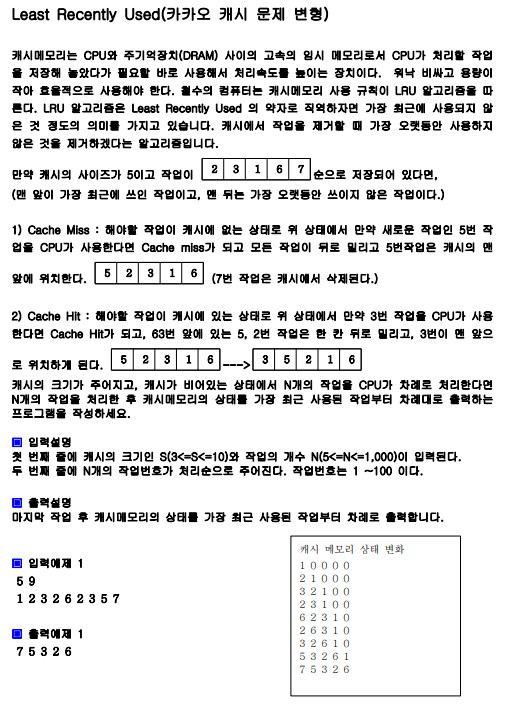 Least Recently Used(카카오 캐시 문제 변형)
캐시메모리는 CPU와 주기억장치(DRAM) 사이의 고속의 임시 메모리로서 CPU가 처리할 작업
을 저장해 놓았다가 필요할 바로 사용해서 처리속도를 높이는 장치이다. 워낙 비싸고 용량이
작아 효율적으로 사용해야 한다. 철수의 컴퓨터는 캐시메모리 사용 규칙이 LRU 알고리즘을 따
른다. LRU 알고리즘은 Least Recently Used 의 약자로 직역하자면 가장 최근에 사용되지 않
은 것 정도의 의미를 가지고 있습니다. 캐시에서 작업을 제거할 때 가장 오랫동안 사용하지
않은 것을 제거하겠다는 알고리즘입니다.
만약 캐시의 사이즈가 5이고 작업이 2 3 1 6 7 순으로 저장되어 있다면,
(맨 앞이 가장 최근에 쓰인 작업이고, 맨 뒤는 가장 오랫동안 쓰이지 않은 작업이다.)
1) Cache Miss : 해야할 작업이 캐시에 없는 상태로 위 상태에서 만약 새로운 작업인 5번 작
업을 CPU가 사용한다면 Cache miss가 되고 모든 작업이 뒤로 밀리고 5번작업은 캐시의 맨
앞에 위치한다. 5 2 3 1 6 (7번 작업은 캐시에서 삭제된다.)
2) Cache Hit : 해야할 작업이 캐시에 있는 상태로 위 상태에서 만약 3번 작업을 CPU가 사용
한다면 Cache Hit가 되고, 63번 앞에 있는 5, 2번 작업은 한 칸 뒤로 밀리고, 3번이 맨 앞으
로 위치하게 된다. 5 2 3 1 6 ---> 3 5 2 1 6
캐시의 크기가 주어지고, 캐시가 비어있는 상태에서 N개의 작업을 CPU가 차례로 처리한다면
N개의 작업을 처리한 후 캐시메모리의 상태를 가장 최근 사용된 작업부터 차례대로 출력하는
프로그램을 작성하세요.
▣ 입력설명
첫 번째 줄에 캐시의 크기인 S(3<=S<=10)와 작업의 개수 N(5<=N<=1,000)이 입력된다.
두 번째 줄에 N개의 작업번호가 처리순으로 주어진다. 작업번호는 1 ~100 이다.
▣ 출력설명
마지막 작업 후 캐시메모리의 상태를 가장 최근 사용된 작업부터 차례로 출력합니다.
▣ 입력예제 1
5 9
1 2 3 2 6 2 3 5 7
▣ 출력예제 1
7 5 3 2 6
캐시 메모리 상태 변화
1 0 0 0 0
2 1 0 0 0
3 2 1 0 0
2 3 1 0 0
6 2 3 1 0
2 6 3 1 0
3 2 6 1 0
5 3 2 6 1
7 5 3 2 6